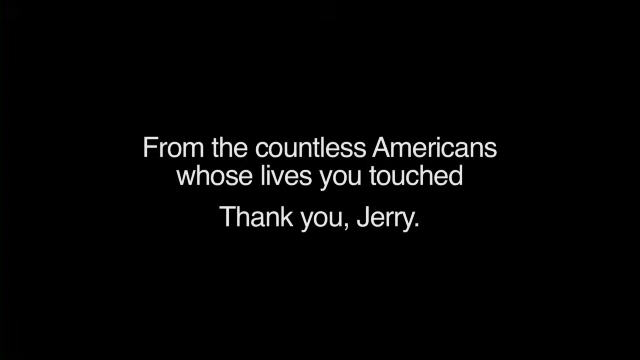 From the countless Americans
whose lives you touched
Thank you, Jerry.